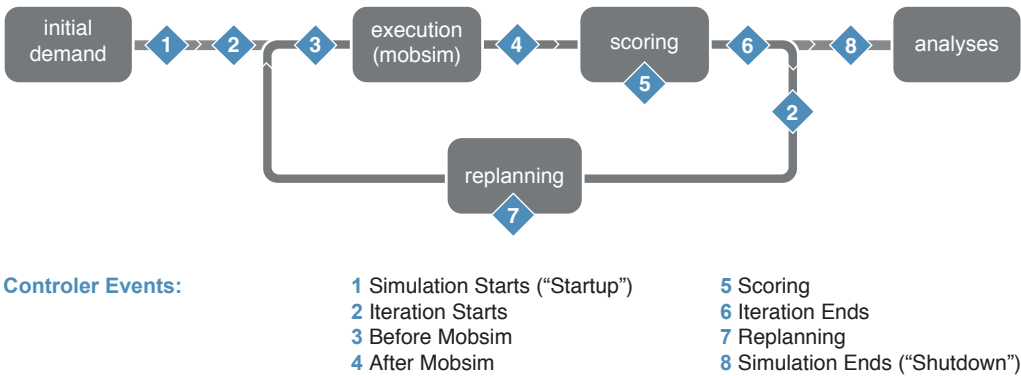 initial
demand
1
2
3
execution
(mobsim)
4
scoring
5
6
8
analyses
2
replanning
7
Controler Events:
1 Simulation Starts (“Startup”)
2 Iteration Starts
3 Before Mobsim
4 After Mobsim
5 Scoring
6 Iteration Ends
7 Replanning
8 Simulation Ends (“Shutdown”)